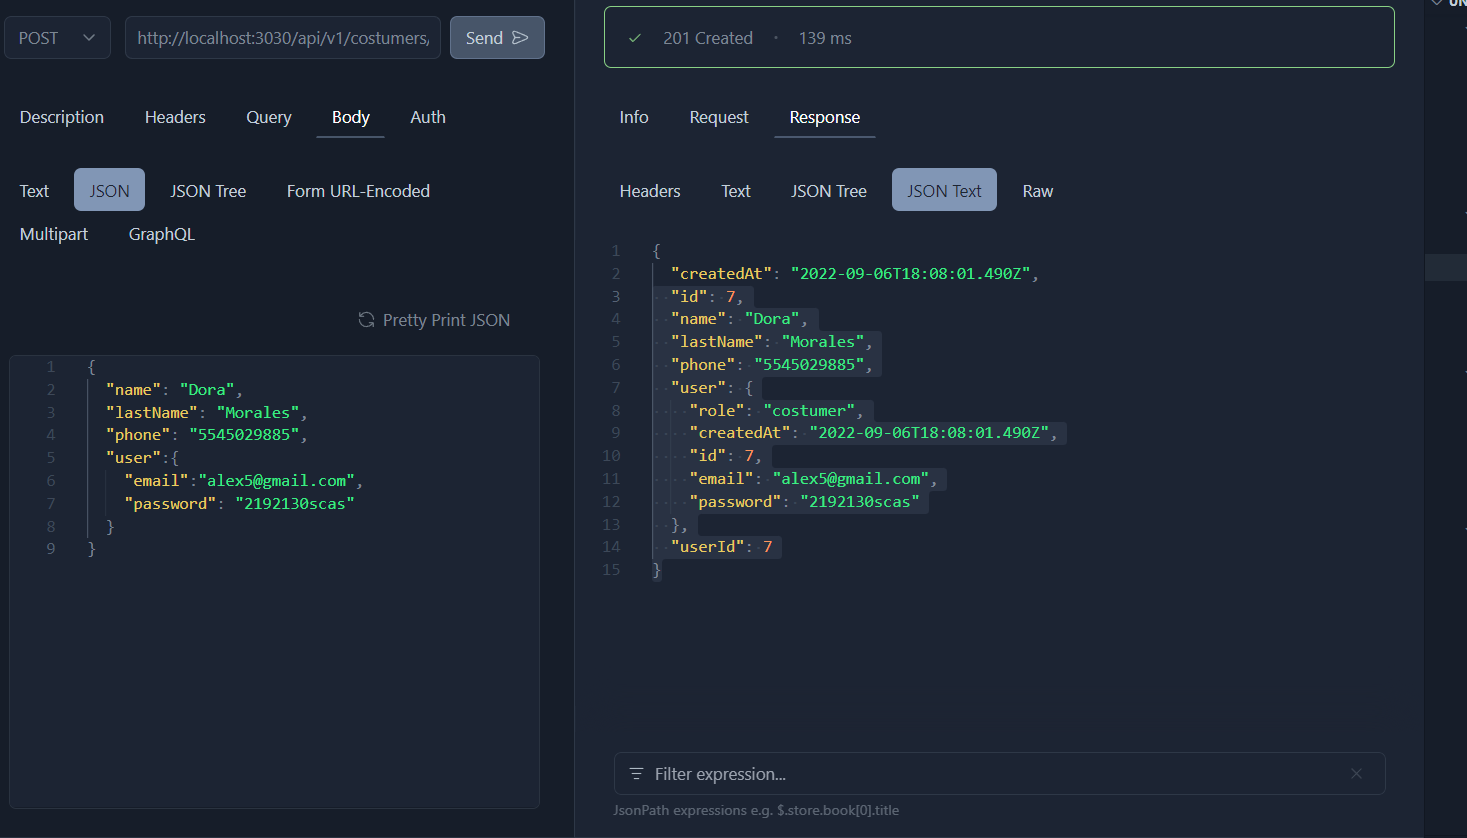 POST
http://localhost:3030/api/v1/costumers/
Send
Description Headers Query Body Auth
Text JSON JSON Tree Form URL-Encoded
Multipart GraphQL
Pretty Print JSON
1 {
2 "name": "Dora",
3 "lastName": "Morales",
4 "phone": "5545029885",
5 "user":{
6 "email":"alex5@gmail.com",
7 "password": "2192130scas"
8 }
9 }
201 Created • 139 ms
Info Request Response
Headers Text JSON Tree JSON Text Raw
1 {
2 "createdAt": "2022-09-06T18:08:01.490Z",
3 "id": 7,
4 "name": "Dora",
5 "lastName": "Morales",
6 "phone": "5545029885",
7 "user": {
8 "role": "costumer",
9 "createdAt": "2022-09-06T18:08:01.490Z",
10 "id": 7,
11 "email": "alex5@gmail.com",
12 "password": "2192130scas"
13 },
14 "userId": 7
15 }
Filter expression...
JsonPath expressions e.g. $.store.book[0].title